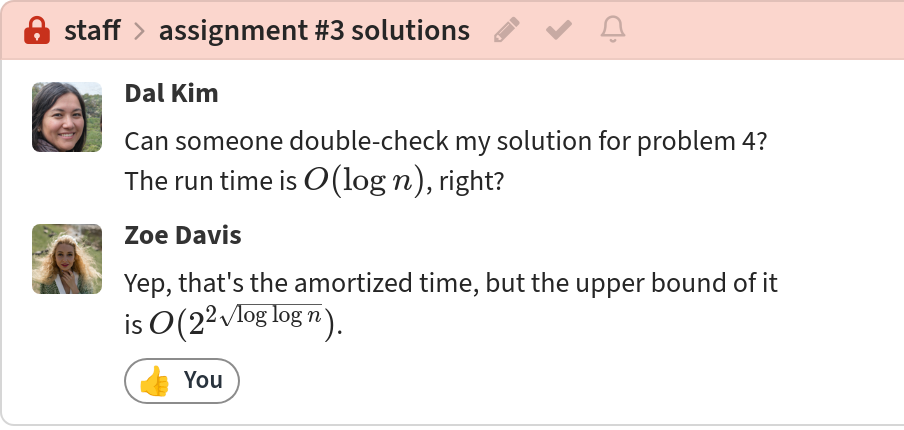 staff > assignment #3 solutions
Dal Kim
Can someone double-check my solution for problem 4?
The run time is O(log n), right?
Zoe Davis
Yep, that's the amortized time, but the upper bound of it
is O(2^{2√(log log n)}).
👍 You